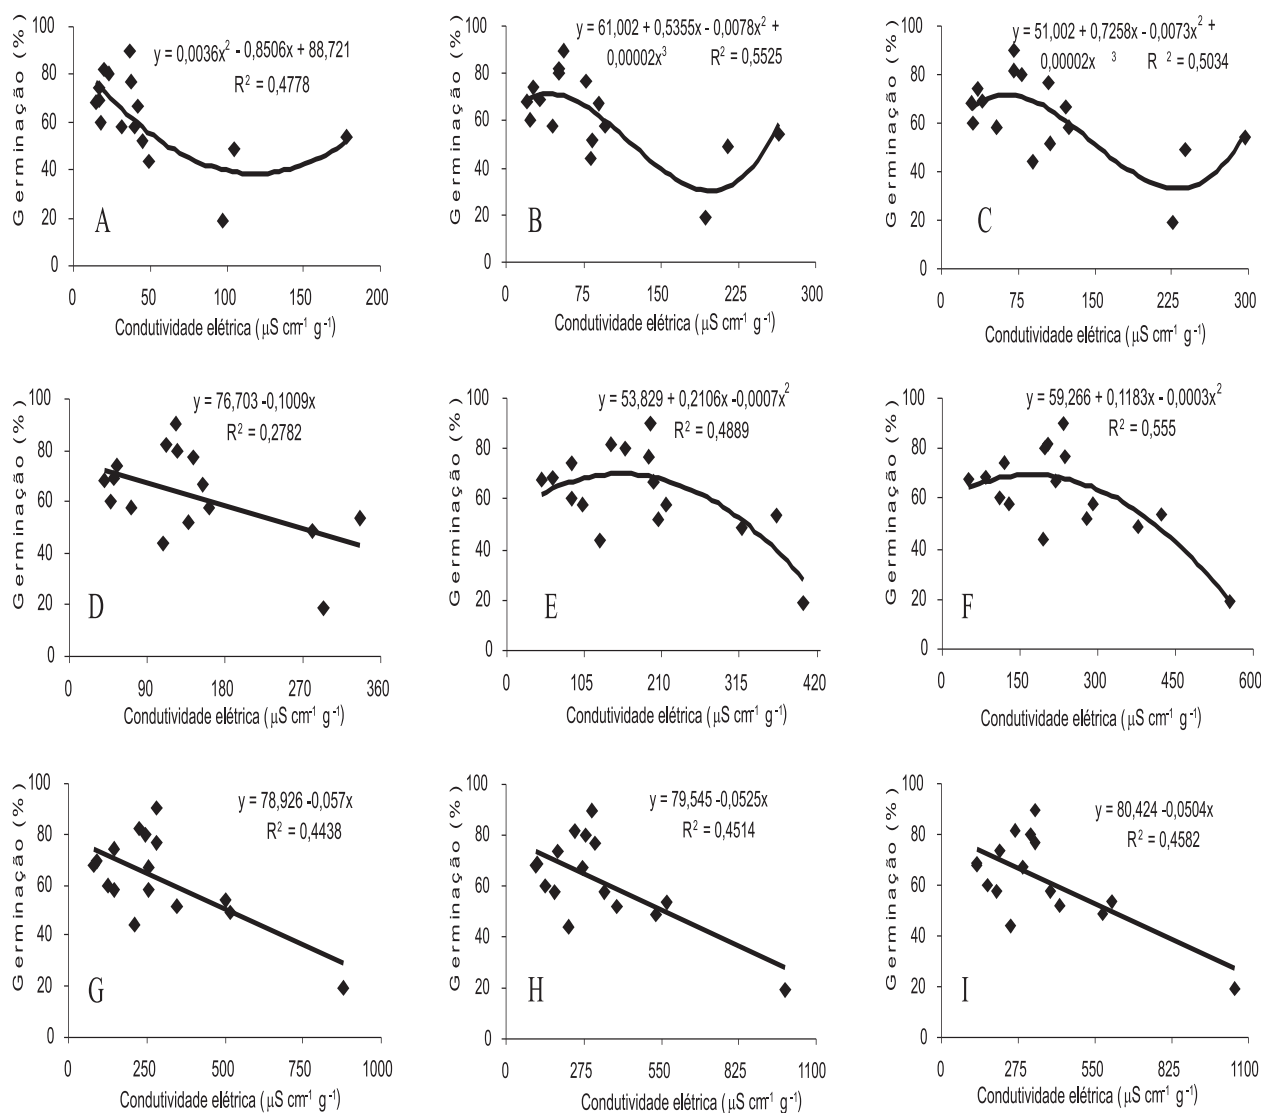 Germinação (%)
100
80
60
40
20
0
y = 0,0036x² - 0,8506x + 88,721
R² = 0,4778
A
0 50 100 150 200
Condutividade elétrica (μS cm⁻¹ g⁻¹)
Germinação (%)
100
80
60
40
20
0
61,002 + 0,5355x - 0,0078x² +
0,00002x³ R² = 0,5525
B
0 75 150 225 300
Condutividade elétrica (μS cm⁻¹ g⁻¹)
Germinação (%)
100
80
60
40
20
0
y = 51,002 + 0,7258x - 0,0073x² +
0,00002x ³ R ² = 0,5034
C
0 75 150 225 300
Condutividade elétrica (μS cm⁻¹ g⁻¹)
Germinação (%)
100
80
60
40
20
0
y = 76,703 -0,1009x
R² = 0,2782
D
0 90 180 270 360
Condutividade elétrica (μS cm⁻¹ g⁻¹)
Germinação (%)
100
80
60
40
20
0
y = 53,829 + 0,2106x -0,0007x²
R² = 0,4889
E
0 105 210 315 420
Condutividade elétrica (μS cm⁻¹ g⁻¹)
Germinação (%)
100
80
60
40
20
0
y = 59,266 + 0,1183x - 0,0003x²
R² = 0,555
F
0 150 300 450 600
Condutividade elétrica (μS cm⁻¹ g⁻¹)
Germinação (%)
100
80
60
40
20
0
y = 78,926 -0,057x
R² = 0,4438
G
0 250 500 750 1000
Condutividade elétrica (μS cm⁻¹ g⁻¹)
Germinação (%)
100
80
60
40
20
0
y = 79,545 -0,0525x
R² = 0,4514
H
0 275 550 825 1100
Condutividade elétrica (μS cm⁻¹ g⁻¹)
Germinação (%)
100
80
60
40
20
0
y = 80,424 -0,0504x
R² = 0,4582
I
0 275 550 825 1100
Condutividade elétrica (μS cm⁻¹ g⁻¹)